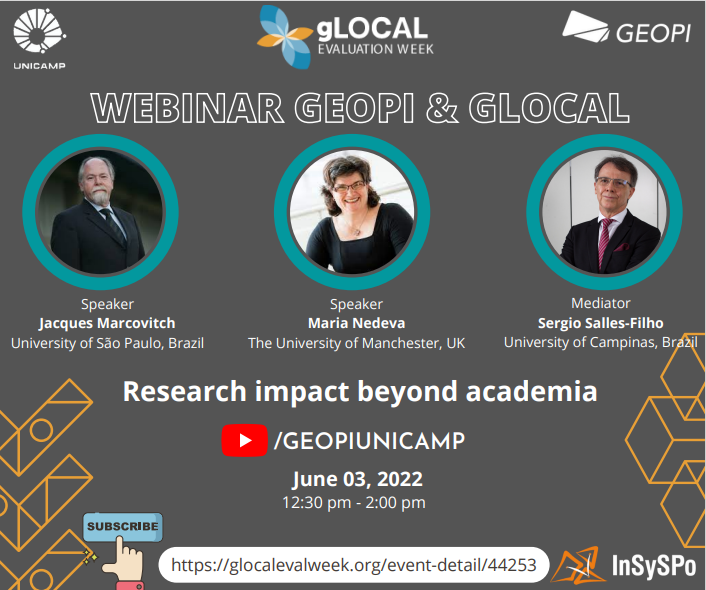 UNICAMP
gLOCAL
EVALUATION WEEK
GEOPI
WEBINAR GEOPI & GLOCAL
Speaker
Jacques Marcovitch
University of São Paulo, Brazil
Speaker
Maria Nedeva
The University of Manchester, UK
Mediator
Sergio Salles-Filho
University of Campinas, Brazil
Research impact beyond academia
/GEOPIUNICAMP
June 03, 2022
12:30 pm - 2:00 pm
SUBSCRIBE
https://glocalevalweek.org/event-detail/44253
InSySPo